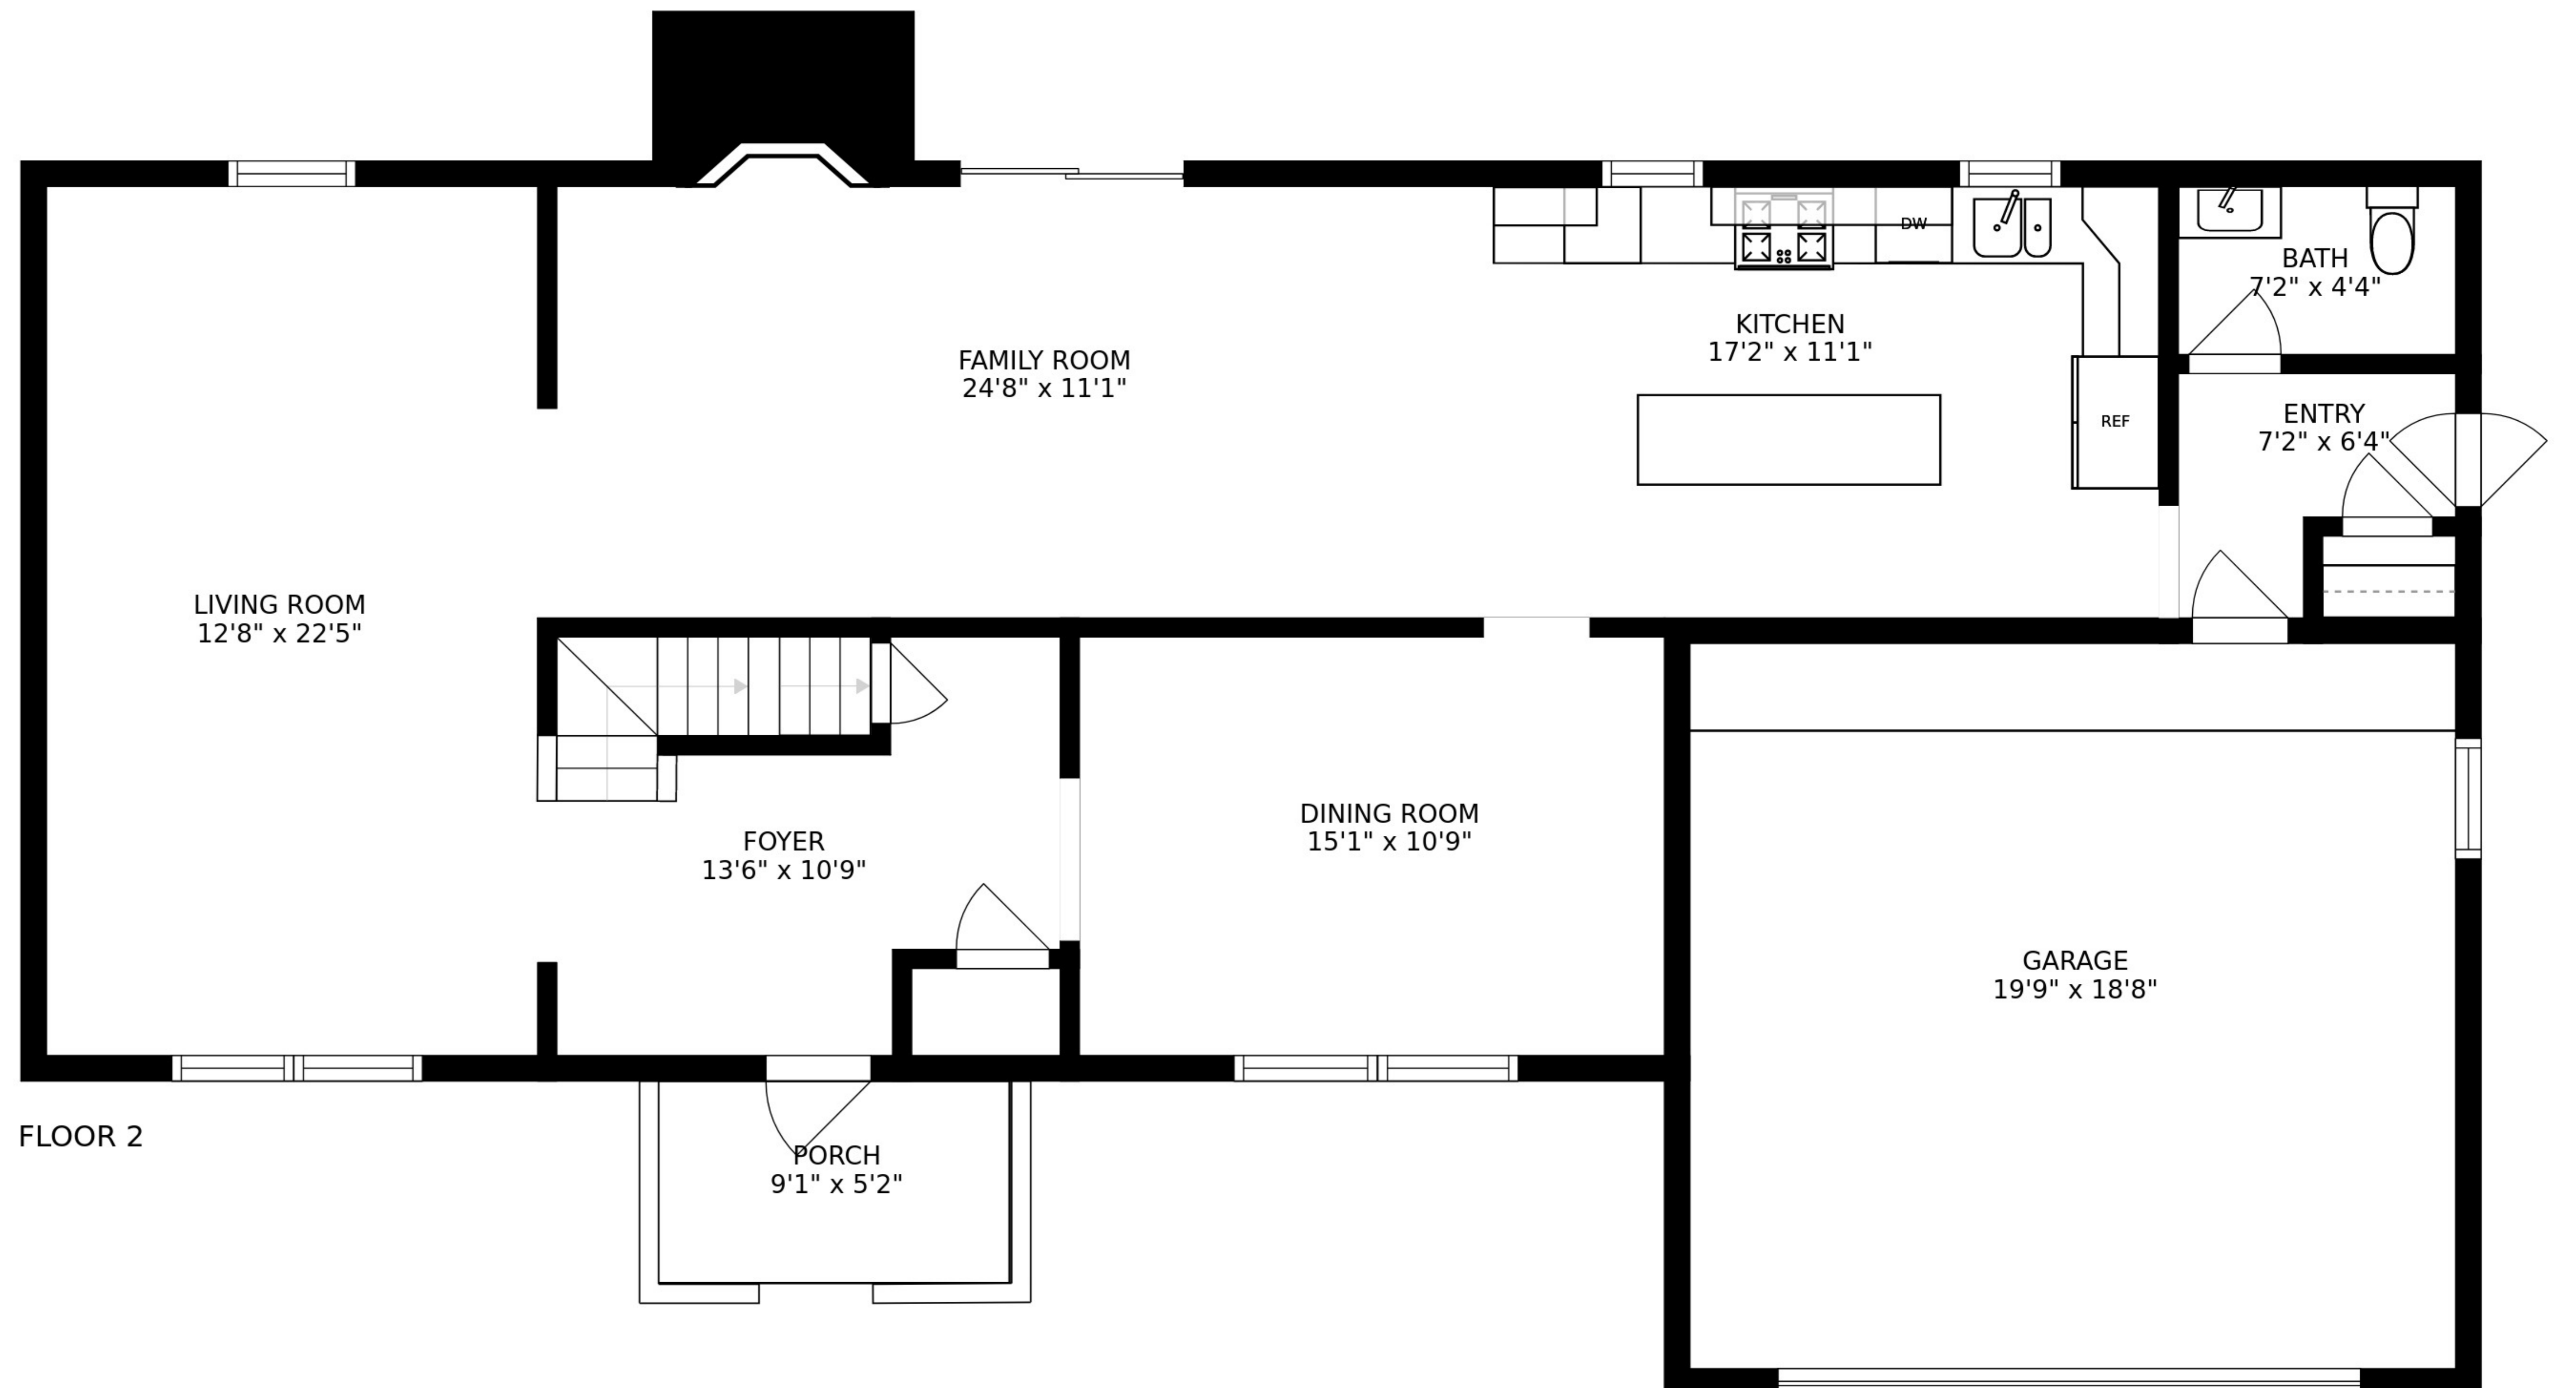 DW
BATH
7'2" x 4'4"
KITCHEN
17'2" x 11'1"
FAMILY ROOM
24'8" x 11'1"
REF
ENTRY
7'2" x 6'4"
LIVING ROOM
12'8" x 22'5"
DINING ROOM
15'1" x 10'9"
FOYER
13'6" x 10'9"
GARAGE
19'9" x 18'8"
FLOOR 2
PORCH
9'1" x 5'2"